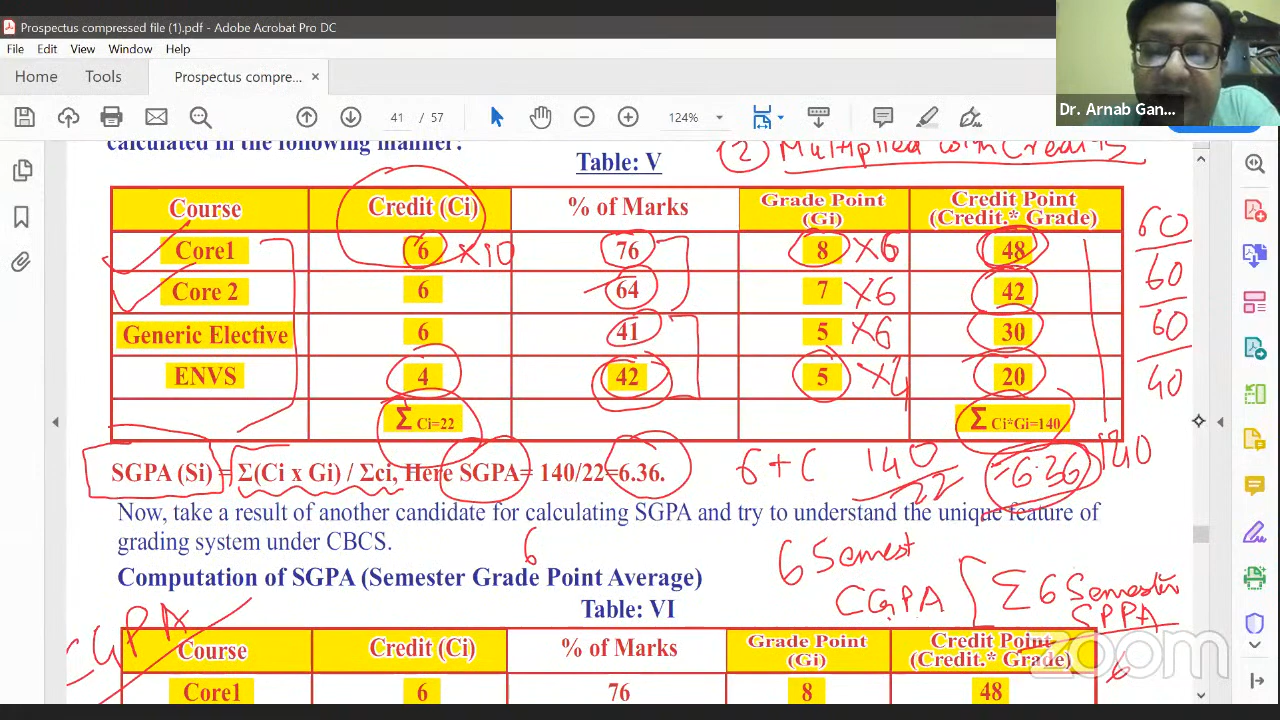 Prospectus compressed file (1).pdf - Adobe Acrobat Pro DC
File Edit View Window Help
Home Tools Prospectus compre... ×
41 / 57 124%
Dr. Arnab Gan...
calculated in the following manner:
(2) Multiplied with Credits
Table: V
Course Credit (Ci) % of Marks Grade Point (Gi) Credit Point (Credit.* Grade)
Core1 6 ×10 76 8 ×6 48 60
Core 2 6 64 7 ×6 42 60
Generic Elective 6 41 5 ×6 30 60
ENVS 4 42 5 ×4 20 40
Σ Ci=22 Σ Ci*Gi=140
SGPA (Si) = Σ(Ci x Gi) / Σci, Here SGPA= 140/22=6.36. 140 / 22 =6.36 140
Now, take a result of another candidate for calculating SGPA and try to understand the unique feature of
grading system under CBCS.
6
6 Semest
Computation of SGPA (Semester Grade Point Average)
CGPA Σ 6 Semester
Table: VI
CGPA
Course Credit (Ci) % of Marks Grade Point (Gi) Credit Point (Credit.* Grade)
6
zoom
Core1 6 76 8 48